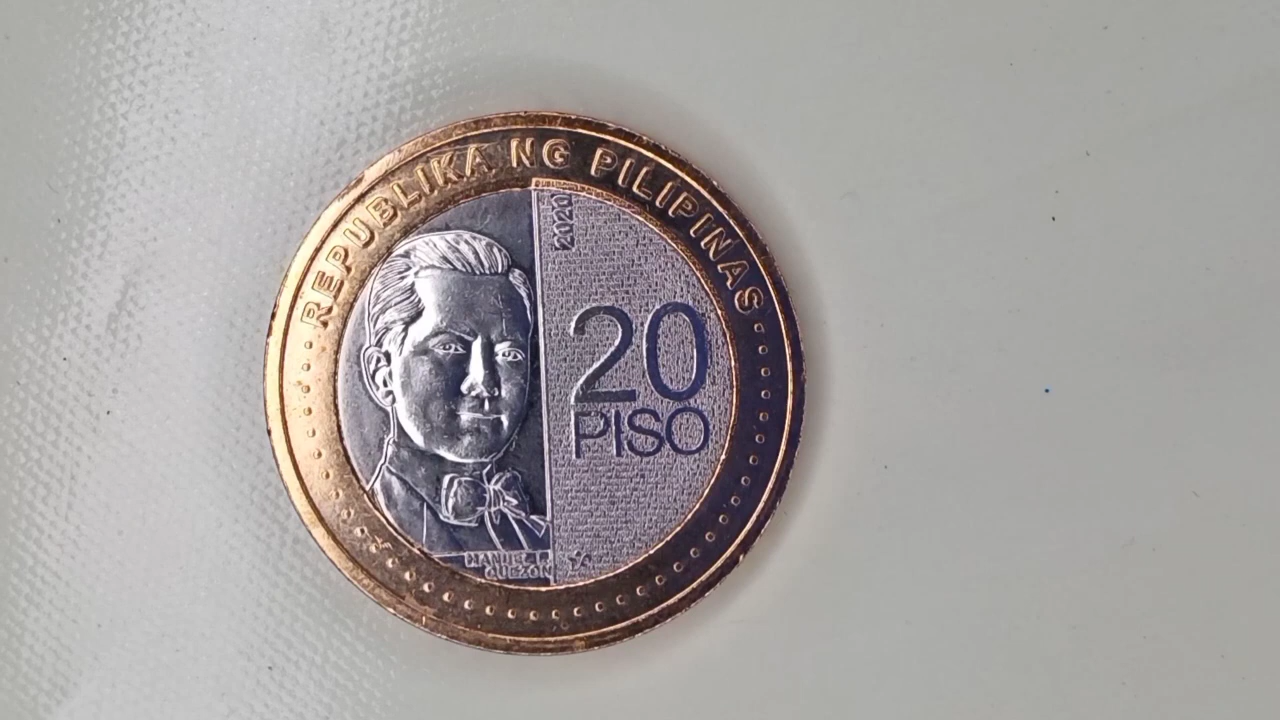 REPUBLIKA NG PILIPINAS
2020
20
PISO
MANUEL L.
QUEZON